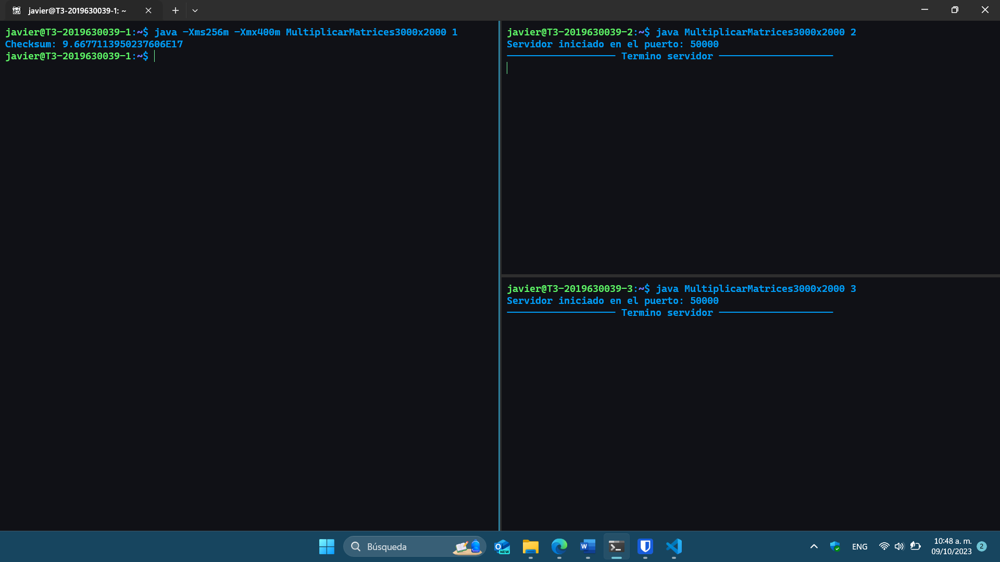 javier@T3-2019630039-1: ~
javier@T3-2019630039-1:~$ java -Xms256m -Xmx400m MultiplicarMatrices3000x2000 1
Checksum: 9.6677113950237606E17
javier@T3-2019630039-1:~$
javier@T3-2019630039-2:~$ java MultiplicarMatrices3000x2000 2
Servidor iniciado en el puerto: 50000
------------------- Termino servidor --------------------
javier@T3-2019630039-3:~$ java MultiplicarMatrices3000x2000 3
Servidor iniciado en el puerto: 50000
------------------- Termino servidor --------------------
Búsqueda
NEW
ENG
10:48 a. m.
09/10/2023
2